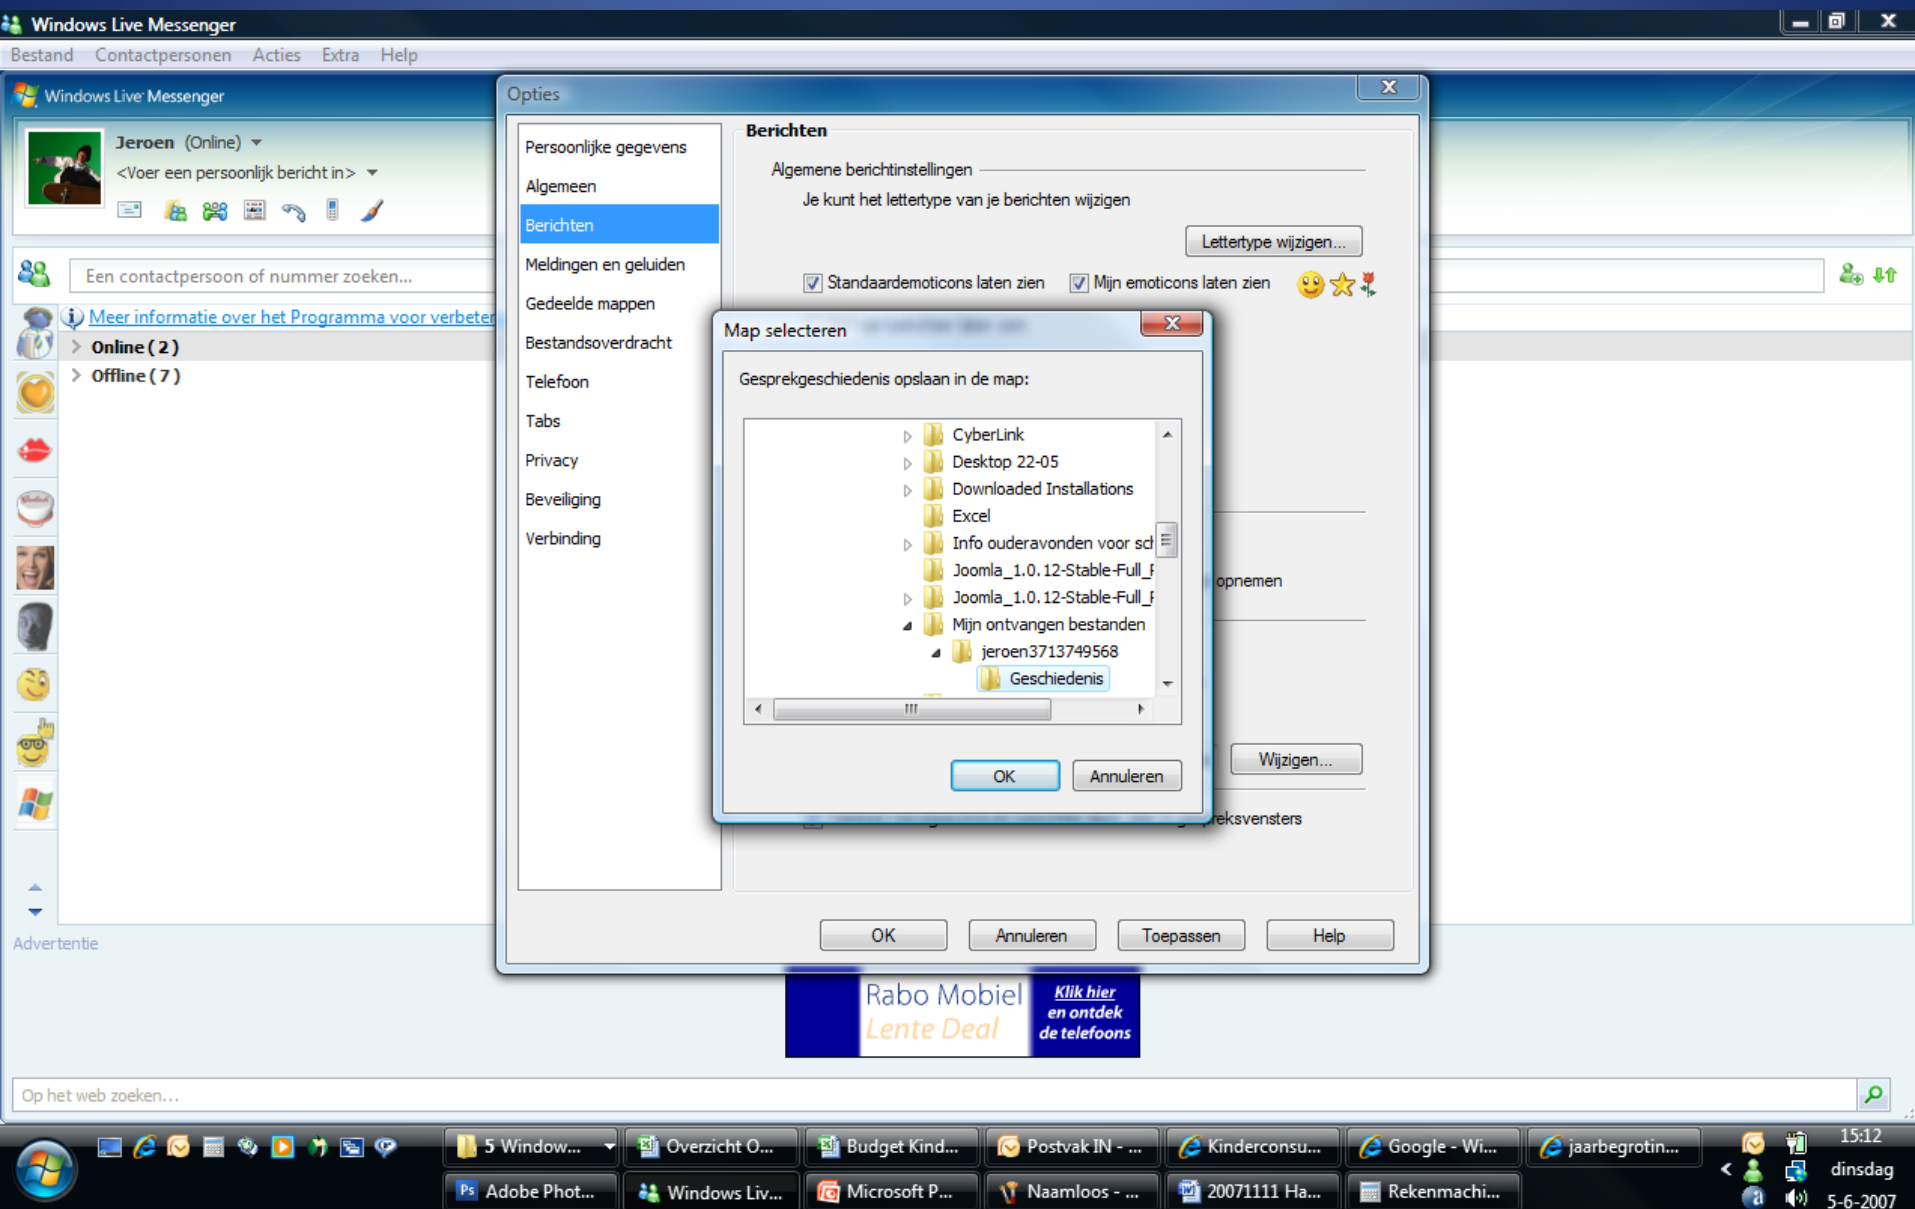 Windows Live Messenger
Bestand Contactpersonen Acties Extra Help
Windows Live Messenger
Jeroen (Online)
<Voer een persoonlijk bericht in>
Een contactpersoon of nummer zoeken...
Meer informatie over het Programma voor verbeter
Online ( 2 )
Offline ( 7 )
Advertentie
Opties
Persoonlijke gegevens
Algemeen
Berichten
Meldingen en geluiden
Gedeelde mappen
Bestandsoverdracht
Telefoon
Tabs
Privacy
Beveiliging
Verbinding
Berichten
Algemene berichtinstellingen
Je kunt het lettertype van je berichten wijzigen
Lettertype wijzigen...
Standaardemoticons laten zien Mijn emoticons laten zien
opnemen
Wijzigen...
reksvensters
OK Annuleren Toepassen Help
Map selecteren
Gesprekgeschiedenis opslaan in de map:
CyberLink
Desktop 22-05
Downloaded Installations
Excel
Info ouderavonden voor sch
Joomla_1.0.12-Stable-Full_F
Joomla_1.0.12-Stable-Full_F
Mijn ontvangen bestanden
jeroen3713749568
Geschiedenis
OK Annuleren
Rabo Mobiel
Lente Deal
Klik hier
en ontdek
de telefoons
Op het web zoeken...
5 Window... Overzicht O... Budget Kind... Postvak IN - ... Kinderconsu... Google - Wi... jaarbegrotin... 15:12
Ps Adobe Phot... Windows Liv... Microsoft P... Naamloos - ... 20071111 Ha... Rekenmachi... dinsdag
5-6-2007